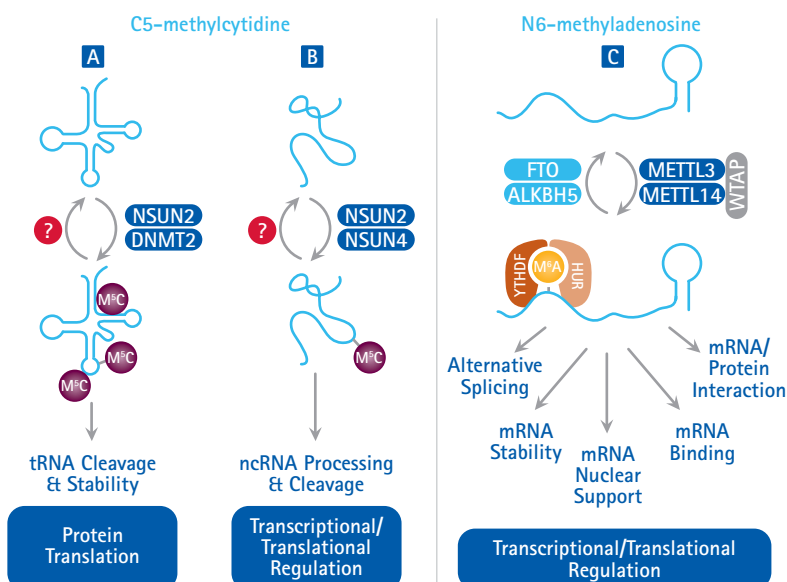 C5-methylcytidine
N6-methyladenosine
A
B
C
?
NSUN2
DNMT2
?
NSUN2
NSUN4
FTO
ALKBH5
METTL3
METTL14
WTAP
M⁵C
M⁵C
M⁵C
M⁵C
YTHDF
M⁶A
HUR
tRNA Cleavage
& Stability
ncRNA Processing
& Cleavage
Alternative
Splicing
mRNA
Stability
mRNA
Nuclear
Support
mRNA
Binding
mRNA/
Protein
Interaction
Protein
Translation
Transcriptional/
Translational
Regulation
Transcriptional/Translational
Regulation